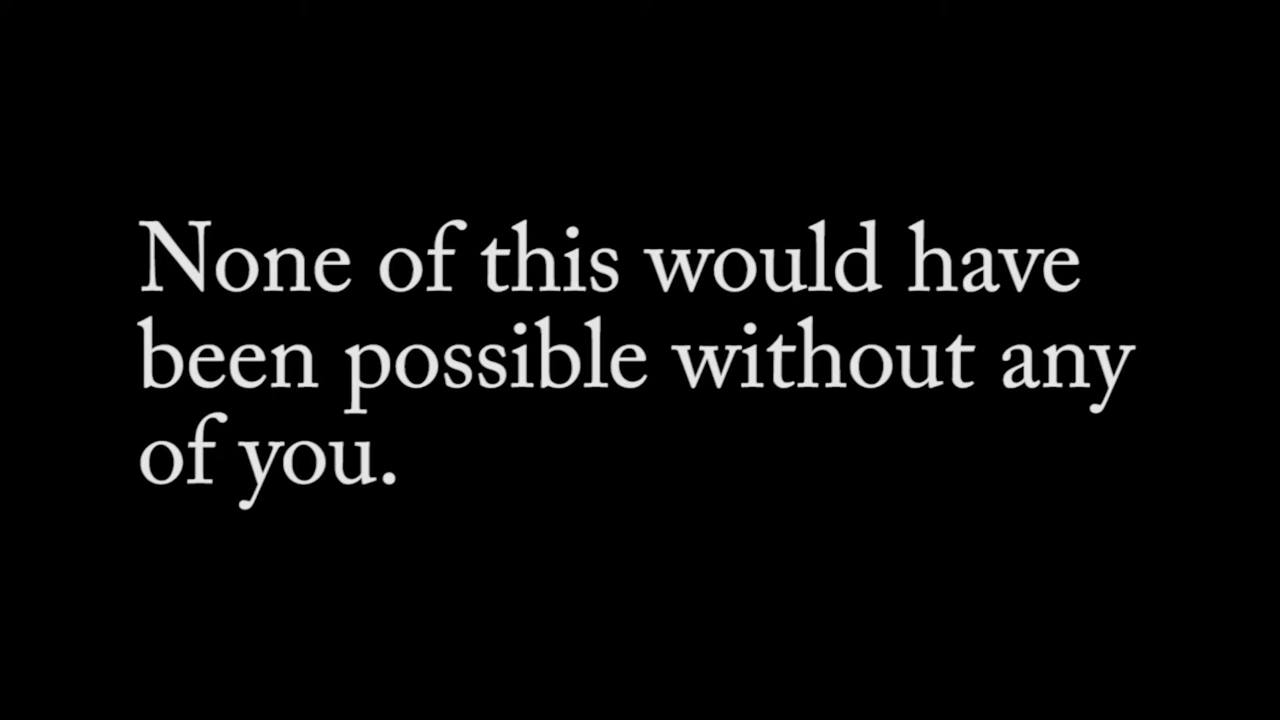 None of this would have
been possible without any
of you.